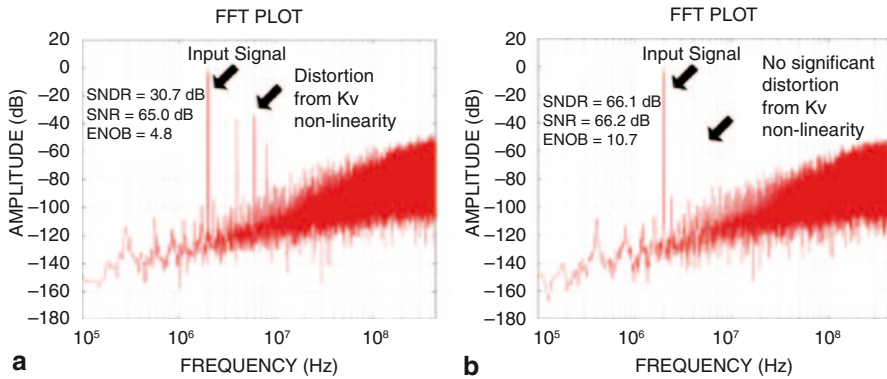 FFT PLOT
20
0
−20
−40
−60
−80
−100
−120
−140
−160
−180
AMPLITUDE (dB)
Input Signal
SNDR = 30.7 dB
SNR = 65.0 dB
ENOB = 4.8
Distortion
from Kv
non-linearity
10^5
10^6
10^7
10^8
FREQUENCY (Hz)
a
FFT PLOT
20
0
−20
−40
−60
−80
−100
−120
−140
−160
−180
AMPLITUDE (dB)
Input Signal
SNDR = 66.1 dB
SNR = 66.2 dB
ENOB = 10.7
No significant
distortion
from Kv
non-linearity
10^5
10^6
10^7
10^8
FREQUENCY (Hz)
b